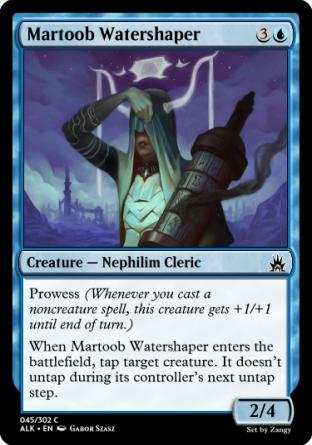 Martoob Watershaper 3
Creature — Nephilim Cleric
Prowess (Whenever you cast a
noncreature spell, this creature gets +1/+1
until end of turn.)
When Martoob Watershaper enters the
battlefield, tap target creature. It doesn't
untap during its controller's next untap
step.
2/4
045/302 C
ALK • EN GABOR SZASZ
Set by Zangy